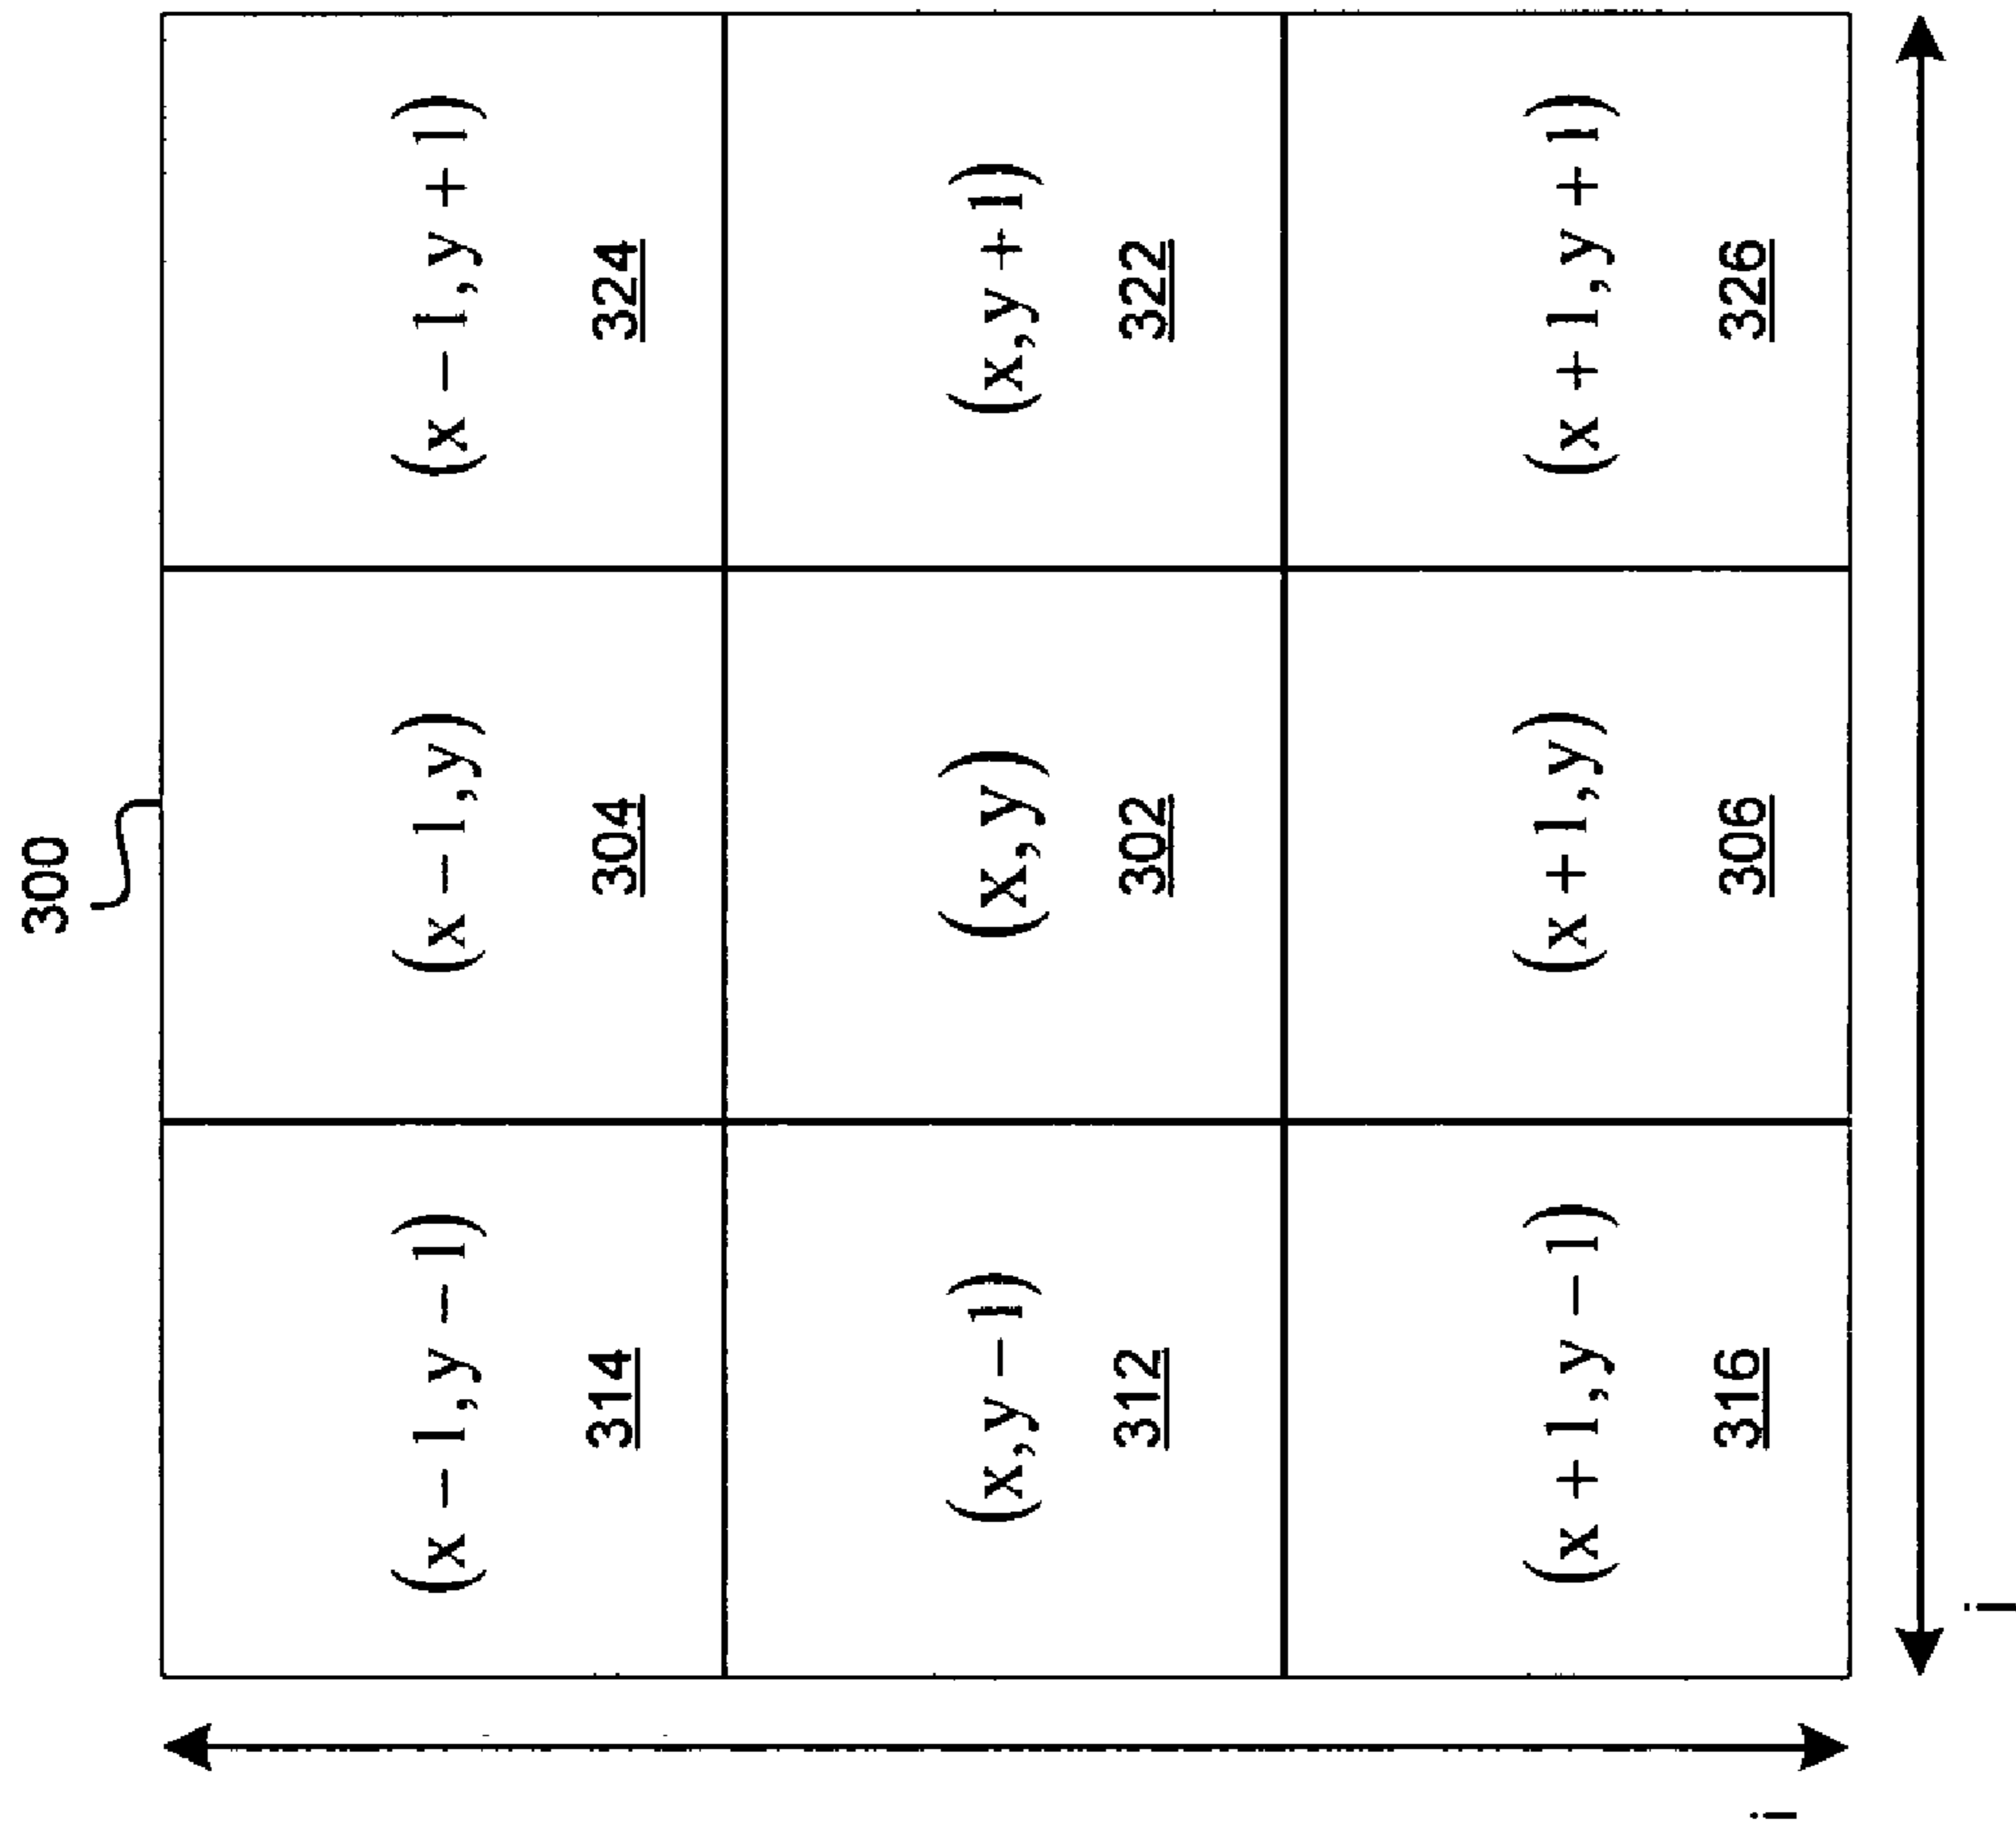 300
(x − 1, y − 1)
(x − 1, y)
(x − 1, y + 1)
314
304
324
(x, y − 1)
(x, y)
(x, y + 1)
312
302
322
(x + 1, y − 1)
(x + 1, y)
(x + 1, y + 1)
316
306
326
i
j